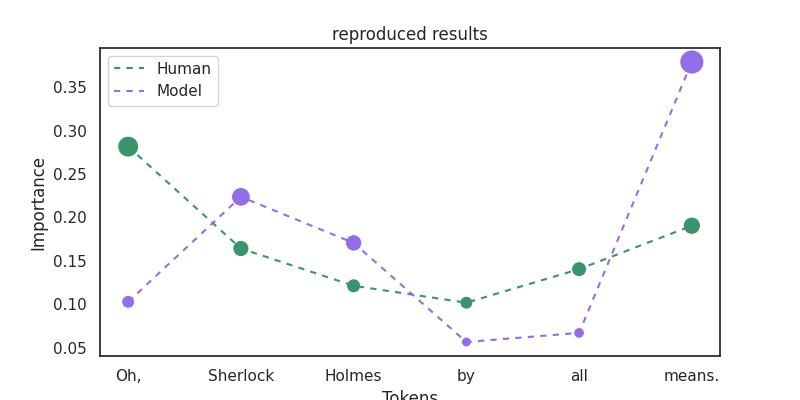 reproduced results
Human
Model
Importance
0.35
0.30
0.25
0.20
0.15
0.10
0.05
Oh, Sherlock Holmes by all means.
Tokens